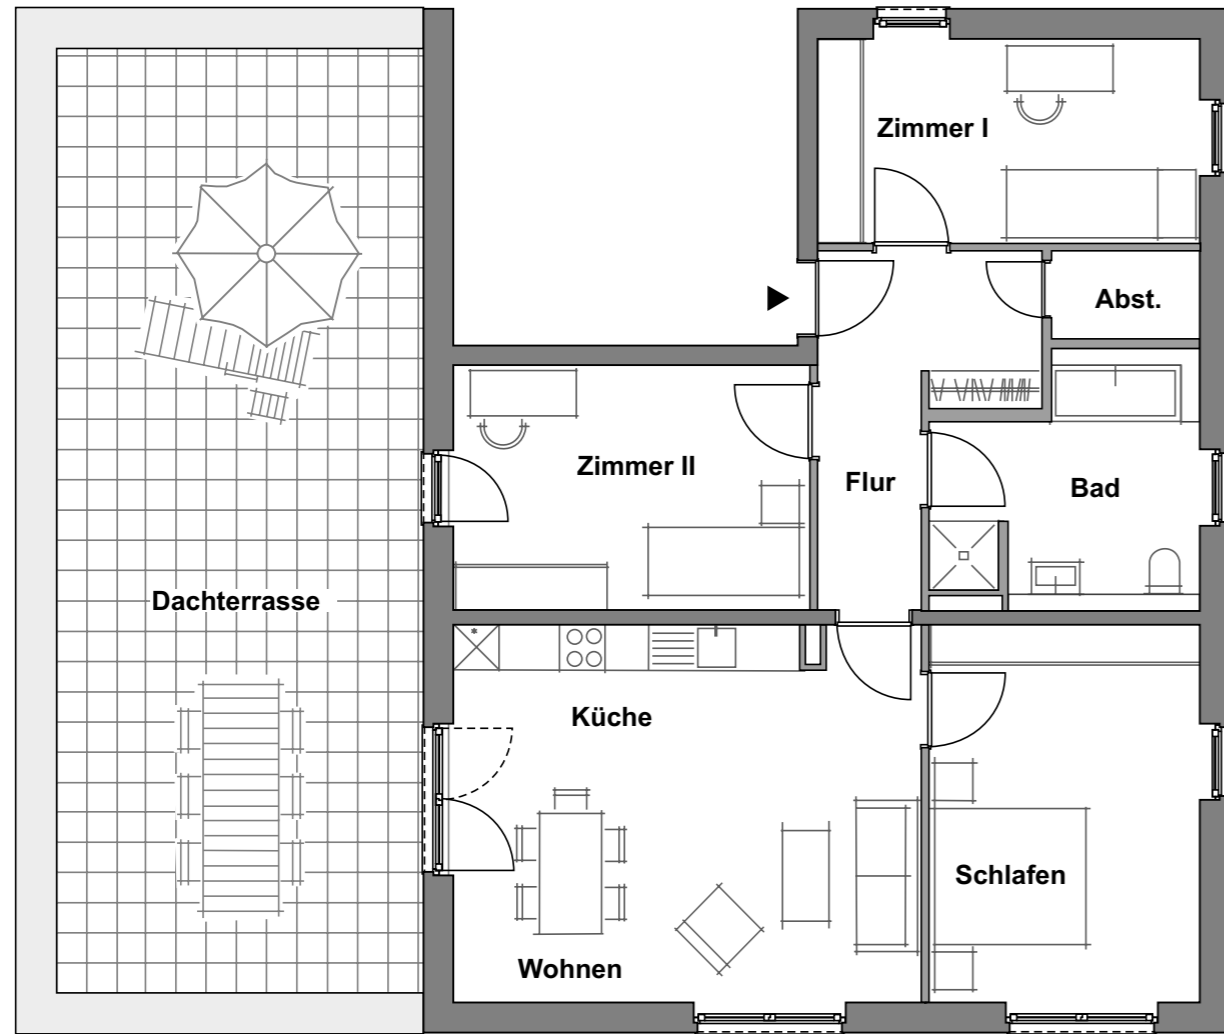 Zimmer I
Abst.
Zimmer II
Flur
Bad
Dachterrasse
Küche
Schlafen
Wohnen